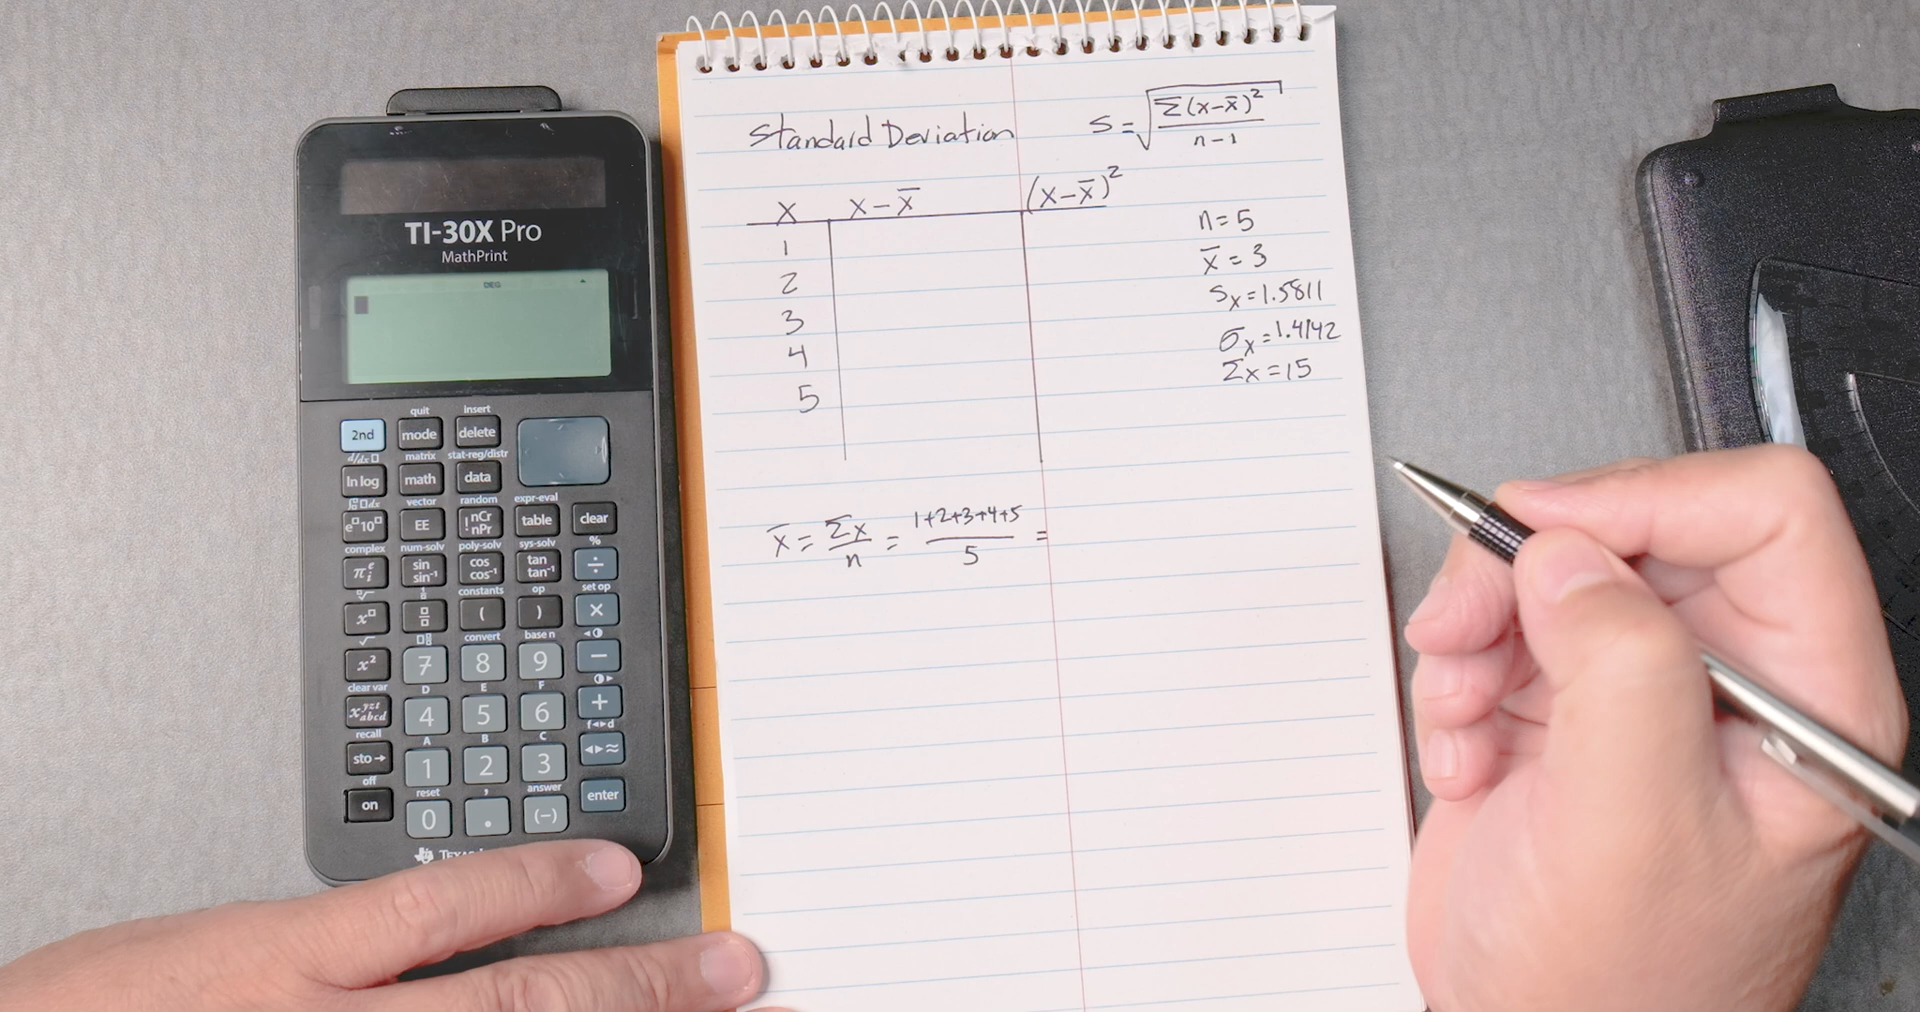 TI-30X Pro
MathPrint
DEG
quit insert
2nd mode delete
d/dx matrix stat-reg/distr
ln log math data
vector random expr-eval
e 10 EE ! nCr nPr table clear
complex num-solv poly-solv sys-solv %
π e i sin sin⁻¹ cos cos⁻¹ tan tan⁻¹ ÷
constants op set op
x ( ) ×
√ convert base n
x² 7 8 9 −
clear var D E F
x yzt abcd 4 5 6 +
recall A B C f◂▸d
sto→ 1 2 3 ◂▸≈
off reset , answer
on 0 . (−) enter
Standard Deviation s = √(Σ(x-x̄)²/(n-1))
x x-x̄ (x-x̄)²
1
2
3
4
5
n=5
x̄ = 3
Sx=1.5811
σx=1.4142
Σx=15
x̄ = Σx/n = (1+2+3+4+5)/5 =